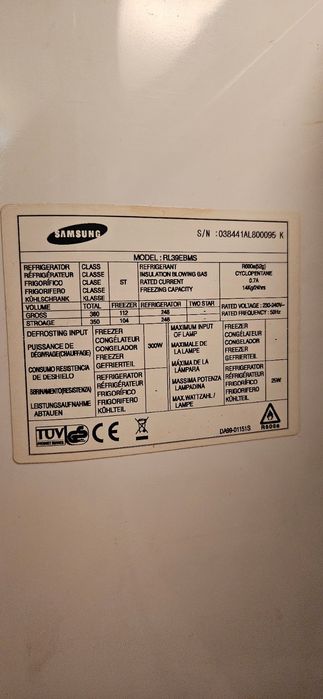 SAMSUNG
S/N :038441AL800095 K
MODEL: RL39EBMS
REFRIGERATOR CLASS REFRIGERANT R600a(52g)
RÉFRIGÉRATEUR CLASSE INSULATION BLOWING GAS CYCLOPENTANE
FRIGORÍFICO CLASE ST RATED CURRENT 0.7A
FRIGORIFERO CLASSE FREEZING CAPACITY
KÜHLSCHRANK KLASSE
VOLUME TOTAL FREEZER REFRIGERATOR TWO STAR RATED VOLTAGE : 230-240V~
GROSS 360 112 248 - RATED FREQUENCY : 50Hz
STROAGE 350 104 246 -
DEFROSTING INPUT FREEZER MAXIMUM INPUT FREEZER
PUISSANCE DE CONGÉLATEUR 300W OF LAMP CONGÉLATEUR
DÉGIVRAGE(CHAUFFAGE) CONGELADOR MAXIMALE DE CONGELADOR -
CONGELATORE LA LAMPE
CONSUMO RESISTENCIA GEFRIERTEIL MÁXIMA DE LA GEFRIERTEIL
DE DESHIELO REFRIGERATOR LÁMPARA REFRIGERATOR
RÉFRIGÉRATEUR RÉFRIGÉRATEUR
SBRINAMENTO(RESISTENZA) FRIGORÍFICO - MASSIMA POTENZA FRIGORÍFICO 25W
LEISTUNGSAUFNAHME FRIGORIFERO LAMPADINA FRIGORIFERO
ABTAUEN KÜHLTEIL MAX.WATTZAHL / KÜHLTEIL
LAMPE
TÜV GS CE
PRODUCT SERVICE
DA99-01151S
R600a